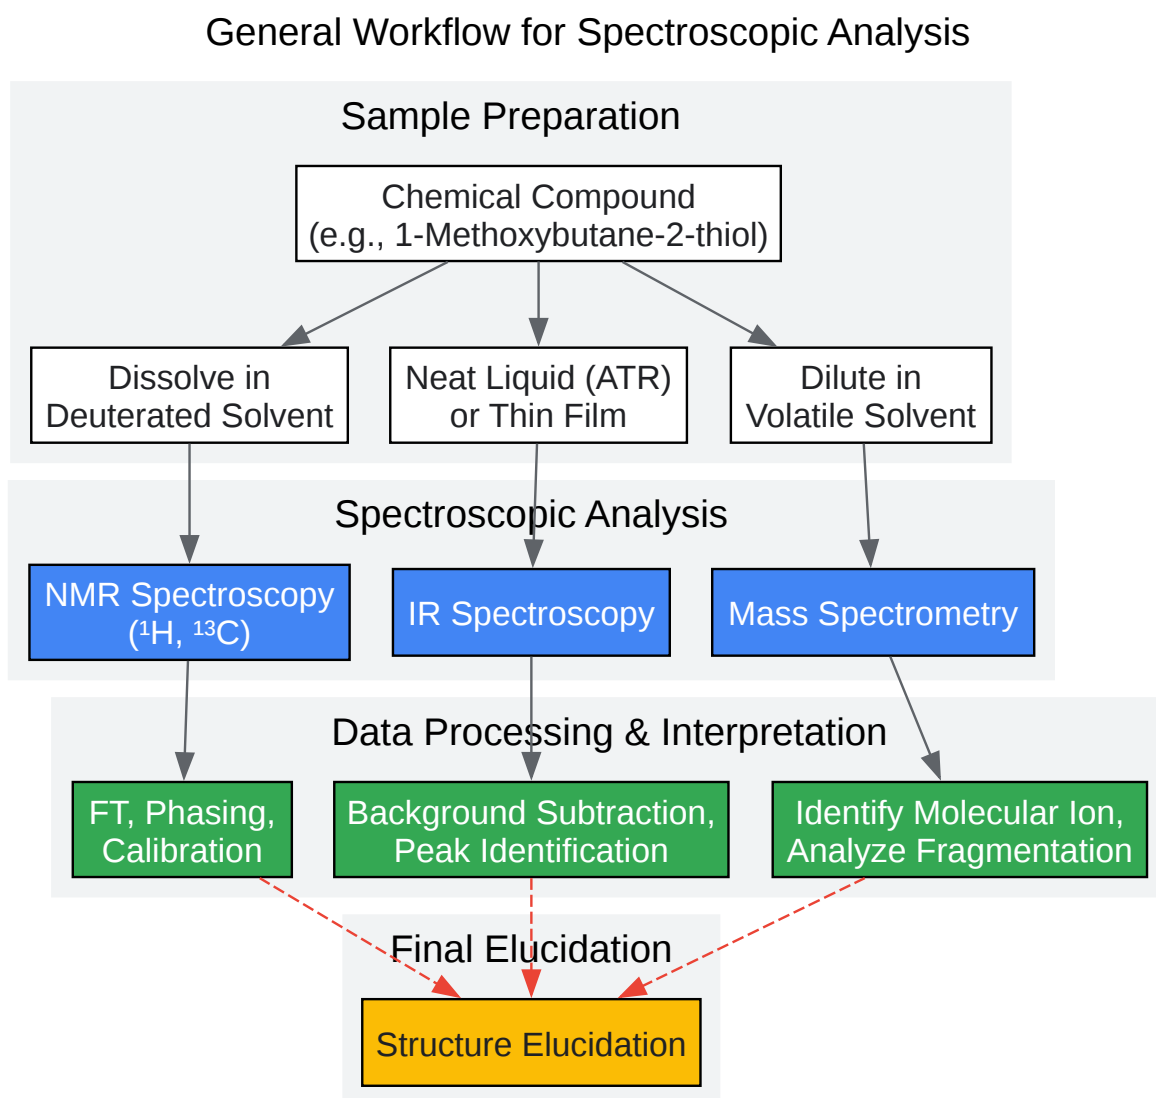 General Workflow for Spectroscopic Analysis
Sample Preparation
Chemical Compound
(e.g., 1-Methoxybutane-2-thiol)
Dissolve in
Deuterated Solvent
Neat Liquid (ATR)
or Thin Film
Dilute in
Volatile Solvent
Spectroscopic Analysis
NMR Spectroscopy
(¹H, ¹³C)
IR Spectroscopy
Mass Spectrometry
Data Processing & Interpretation
FT, Phasing,
Calibration
Background Subtraction,
Peak Identification
Identify Molecular Ion,
Analyze Fragmentation
Final Elucidation
Structure Elucidation